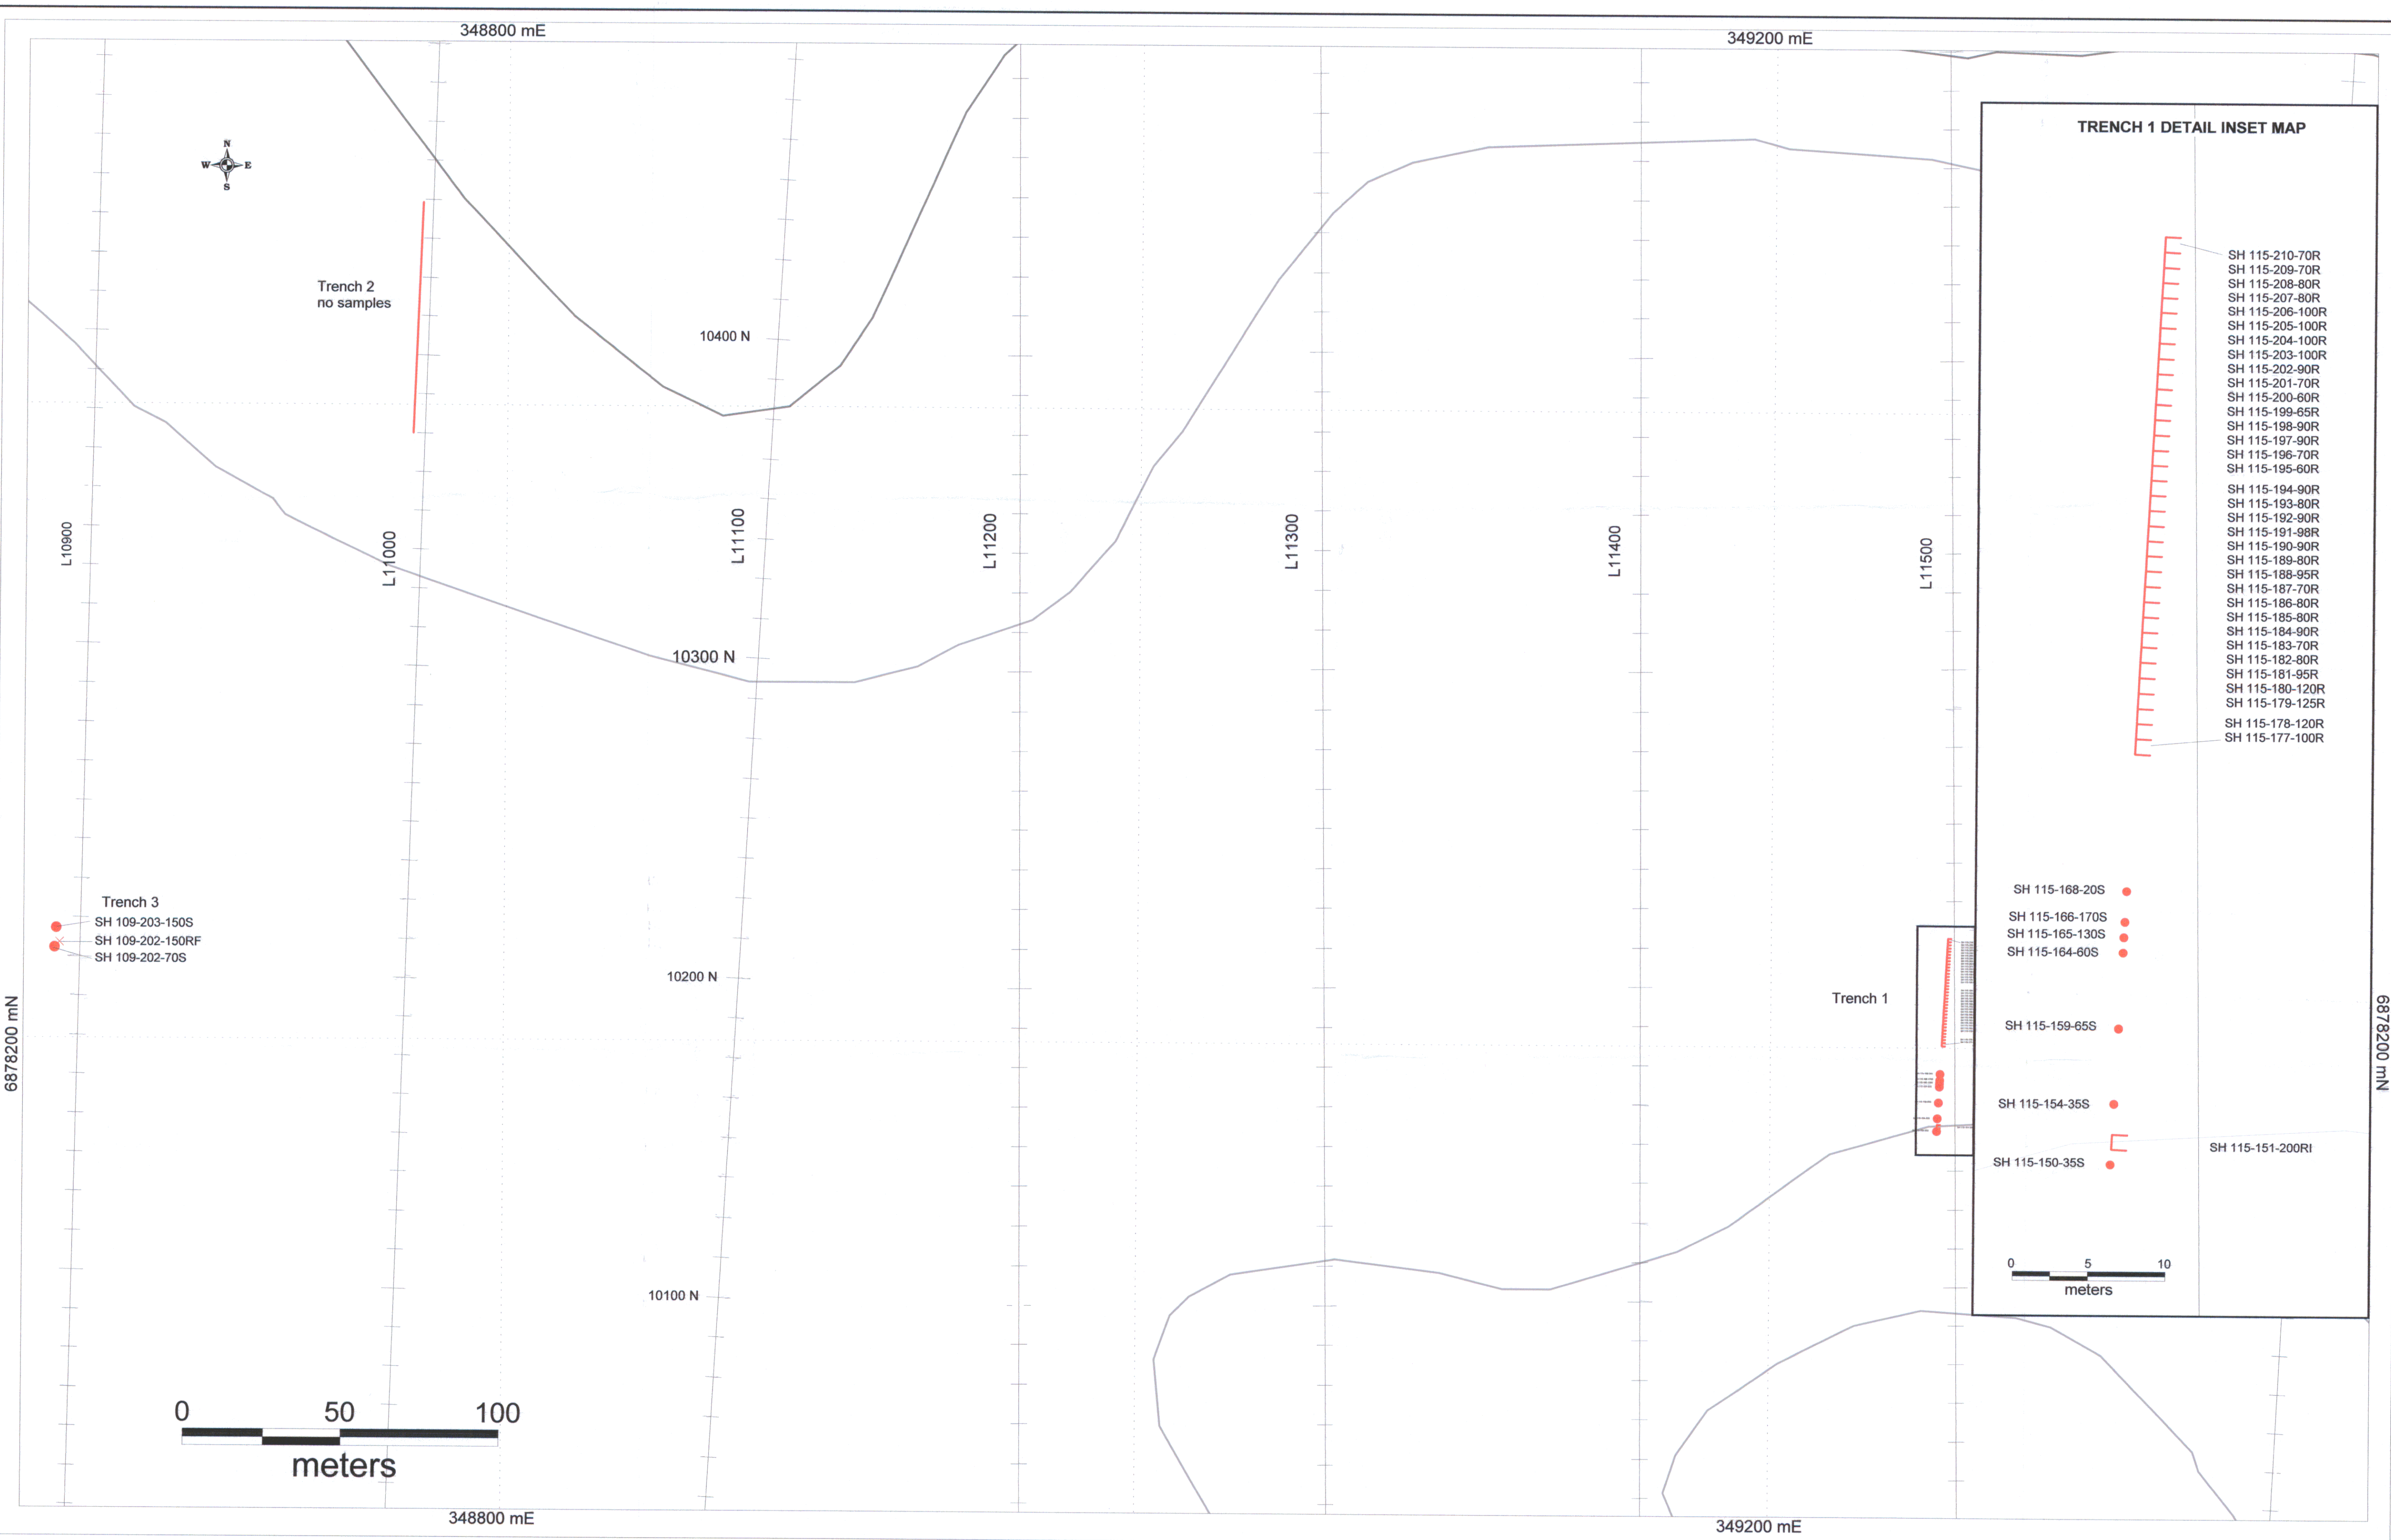 348800 mE
349200 mE
N
W E
S
TRENCH 1 DETAIL INSET MAP
Trench 2
no samples
10400 N
L10900
L11000
L11100
L11200
L11300
L11400
L11500
10300 N
SH 115-210-70R
SH 115-209-70R
SH 115-208-80R
SH 115-207-80R
SH 115-206-100R
SH 115-205-100R
SH 115-204-100R
SH 115-203-100R
SH 115-202-90R
SH 115-201-70R
SH 115-200-60R
SH 115-199-65R
SH 115-198-90R
SH 115-197-90R
SH 115-196-70R
SH 115-195-60R
SH 115-194-90R
SH 115-193-80R
SH 115-192-90R
SH 115-191-98R
SH 115-190-90R
SH 115-189-80R
SH 115-188-95R
SH 115-187-70R
SH 115-186-80R
SH 115-185-80R
SH 115-184-90R
SH 115-183-70R
SH 115-182-80R
SH 115-181-95R
SH 115-180-120R
SH 115-179-125R
SH 115-178-120R
SH 115-177-100R
SH 115-168-20S
SH 115-166-170S
SH 115-165-130S
SH 115-164-60S
SH 115-159-65S
SH 115-154-35S
SH 115-151-200RI
SH 115-150-35S
0 5 10
meters
Trench 3
SH 109-203-150S
SH 109-202-150RF
SH 109-202-70S
10200 N
Trench 1
6878200 mN
6878200 mN
10100 N
0 50 100
meters
348800 mE
349200 mE